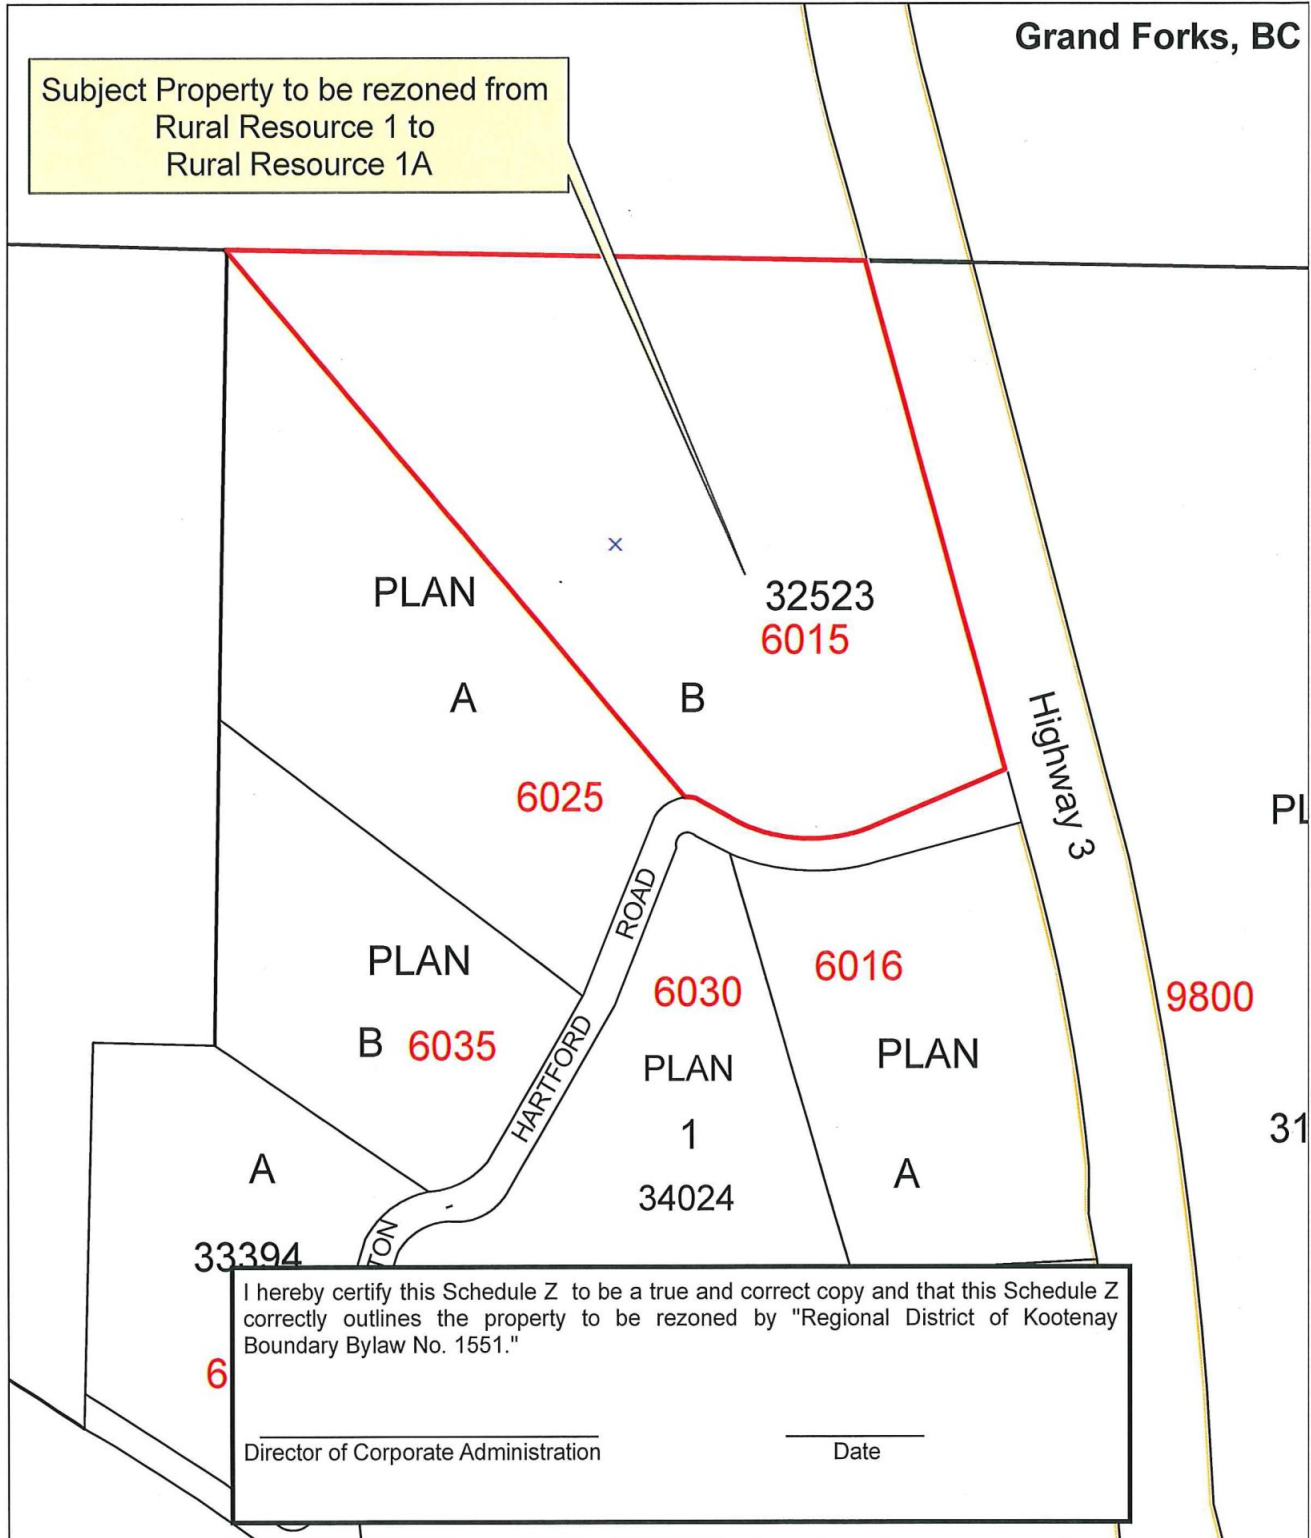 Grand Forks, BC
Subject Property to be rezoned from
Rural Resource 1 to
Rural Resource 1A
PLAN
32523
6015
A
B
6025
Highway 3
PL
ROAD
PLAN
6030
6016
9800
B 6035
HARTFORD
PLAN
PLAN
1
31
A
A
34024
TON
33394
I hereby certify this Schedule Z to be a true and correct copy and that this Schedule Z
correctly outlines the property to be rezoned by "Regional District of Kootenay
Boundary Bylaw No. 1551."
6
Director of Corporate Administration
Date